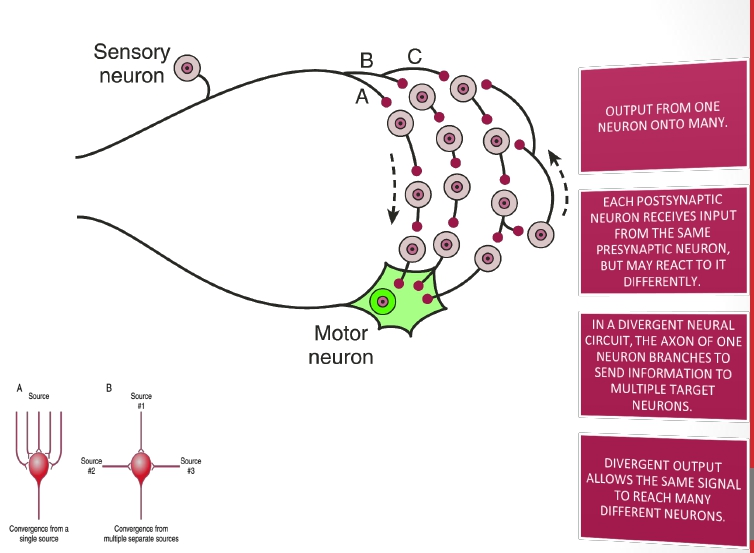 Sensory
neuron
B
C
A
Motor
neuron
OUTPUT FROM ONE
NEURON ONTO MANY.
EACH POSTSYNAPTIC
NEURON RECEIVES INPUT
FROM THE SAME
PRESYNAPTIC NEURON,
BUT MAY REACT TO IT
DIFFERENTLY.
IN A DIVERGENT NEURAL
CIRCUIT, THE AXON OF ONE
NEURON BRANCHES TO
SEND INFORMATION TO
MULTIPLE TARGET
NEURONS.
DIVERGENT OUTPUT
ALLOWS THE SAME SIGNAL
TO REACH MANY
DIFFERENT NEURONS.
A
Source
Convergence from a
single source
B
Source
#1
Source
#2
Source
#3
Convergence from
multiple separate sources